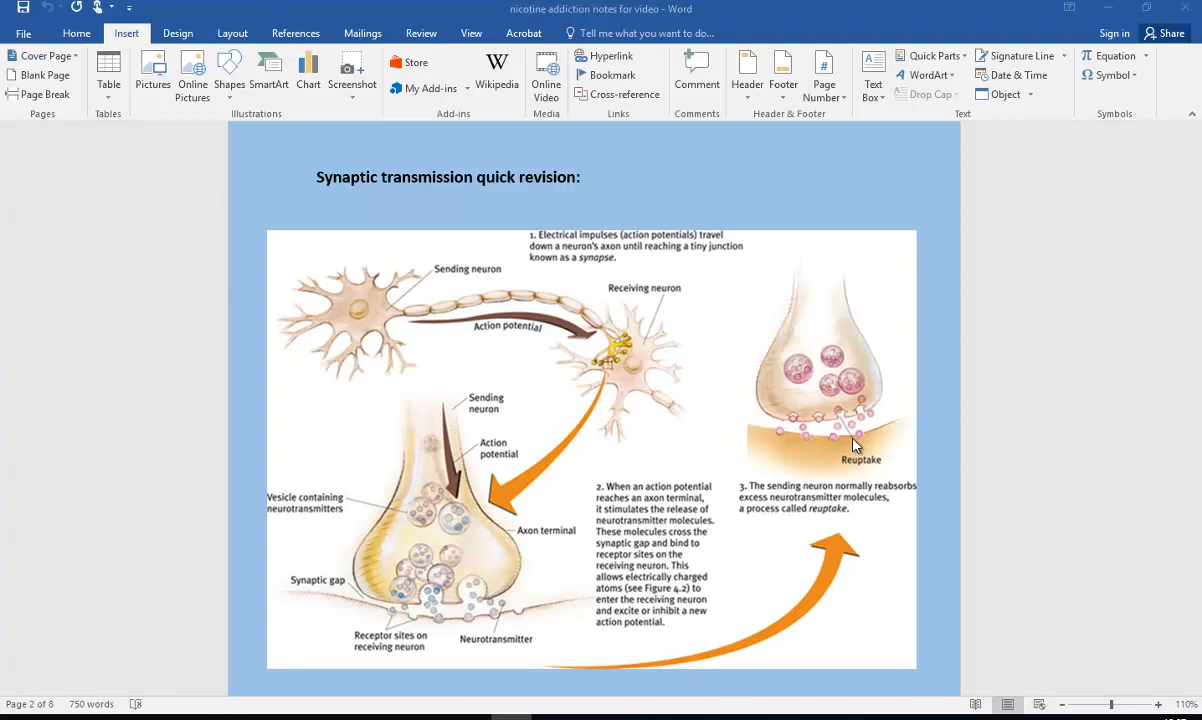 nicotine addiction notes for video - Word
File Home Insert Design Layout References Mailings Review View Acrobat Tell me what you want to do... Sign in Share
Cover Page
Blank Page
Page Break
Pages
Table
Tables
Pictures
Online
Pictures
Shapes
SmartArt
Chart
Screenshot
Illustrations
Store
My Add-ins
W
Wikipedia
Add-ins
Online
Video
Media
Hyperlink
Bookmark
Cross-reference
Links
Comment
Comments
Header
Footer
Page
Number
Header & Footer
Text
Box
Quick Parts
WordArt
Drop Cap
Signature Line
Date & Time
Object
Text
Equation
Symbol
Symbols
Synaptic transmission quick revision:
1. Electrical impulses (action potentials) travel
down a neuron's axon until reaching a tiny junction
known as a synapse.
Sending neuron
Receiving neuron
Action potential
Sending
neuron
Action
potential
Vesicle containing
neurotransmitters
Axon terminal
Synaptic gap
Receptor sites on
receiving neuron
Neurotransmitter
2. When an action potential
reaches an axon terminal,
it stimulates the release of
neurotransmitter molecules.
These molecules cross the
synaptic gap and bind to
receptor sites on the
receiving neuron. This
allows electrically charged
atoms (see Figure 4.2) to
enter the receiving neuron
and excite or inhibit a new
action potential.
Reuptake
3. The sending neuron normally reabsorbs
excess neurotransmitter molecules,
a process called reuptake.
Page 2 of 8 750 words 110%